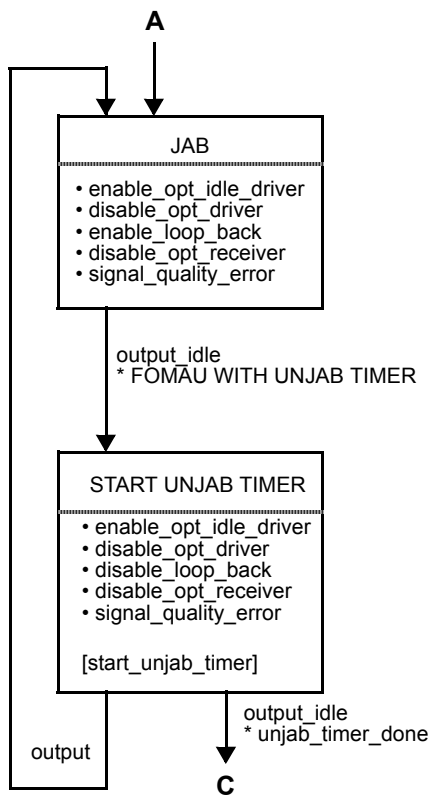 A
JAB
• enable_opt_idle_driver
• disable_opt_driver
• enable_loop_back
• disable_opt_receiver
• signal_quality_error
output_idle
* FOMAU WITH UNJAB TIMER
START UNJAB TIMER
• enable_opt_idle_driver
• disable_opt_driver
• disable_loop_back
• disable_opt_receiver
• signal_quality_error
[start_unjab_timer]
output
output_idle
* unjab_timer_done
C